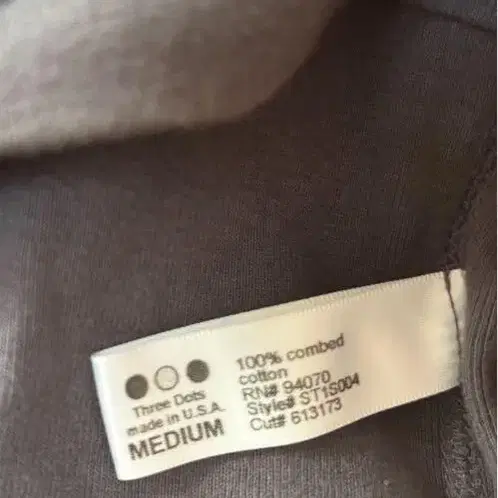 Three Dots
made in U.S.A.
MEDIUM
100% combed
cotton
RN# 94070
Style# ST1S004
Cut# 613173